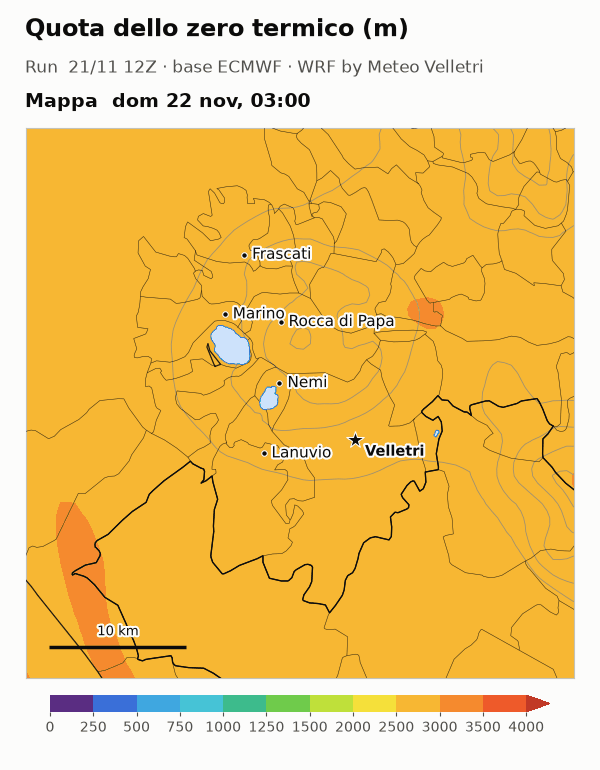 Quota dello zero termico (m)
Run  21/11 12Z · base ECMWF · WRF by Meteo Velletri
Mappa  dom 22 nov, 03:00
Frascati
Marino
Rocca di Papa
Nemi
Velletri
Lanuvio
10 km
0 250 500 750 1000 1250 1500 2000 2500 3000 3500 4000